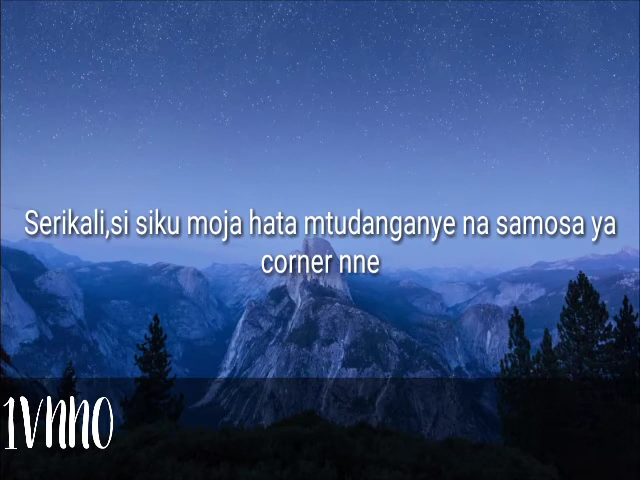 Serikali,si siku moja hata mtudanganye na samosa ya
corner nne
1Vnno